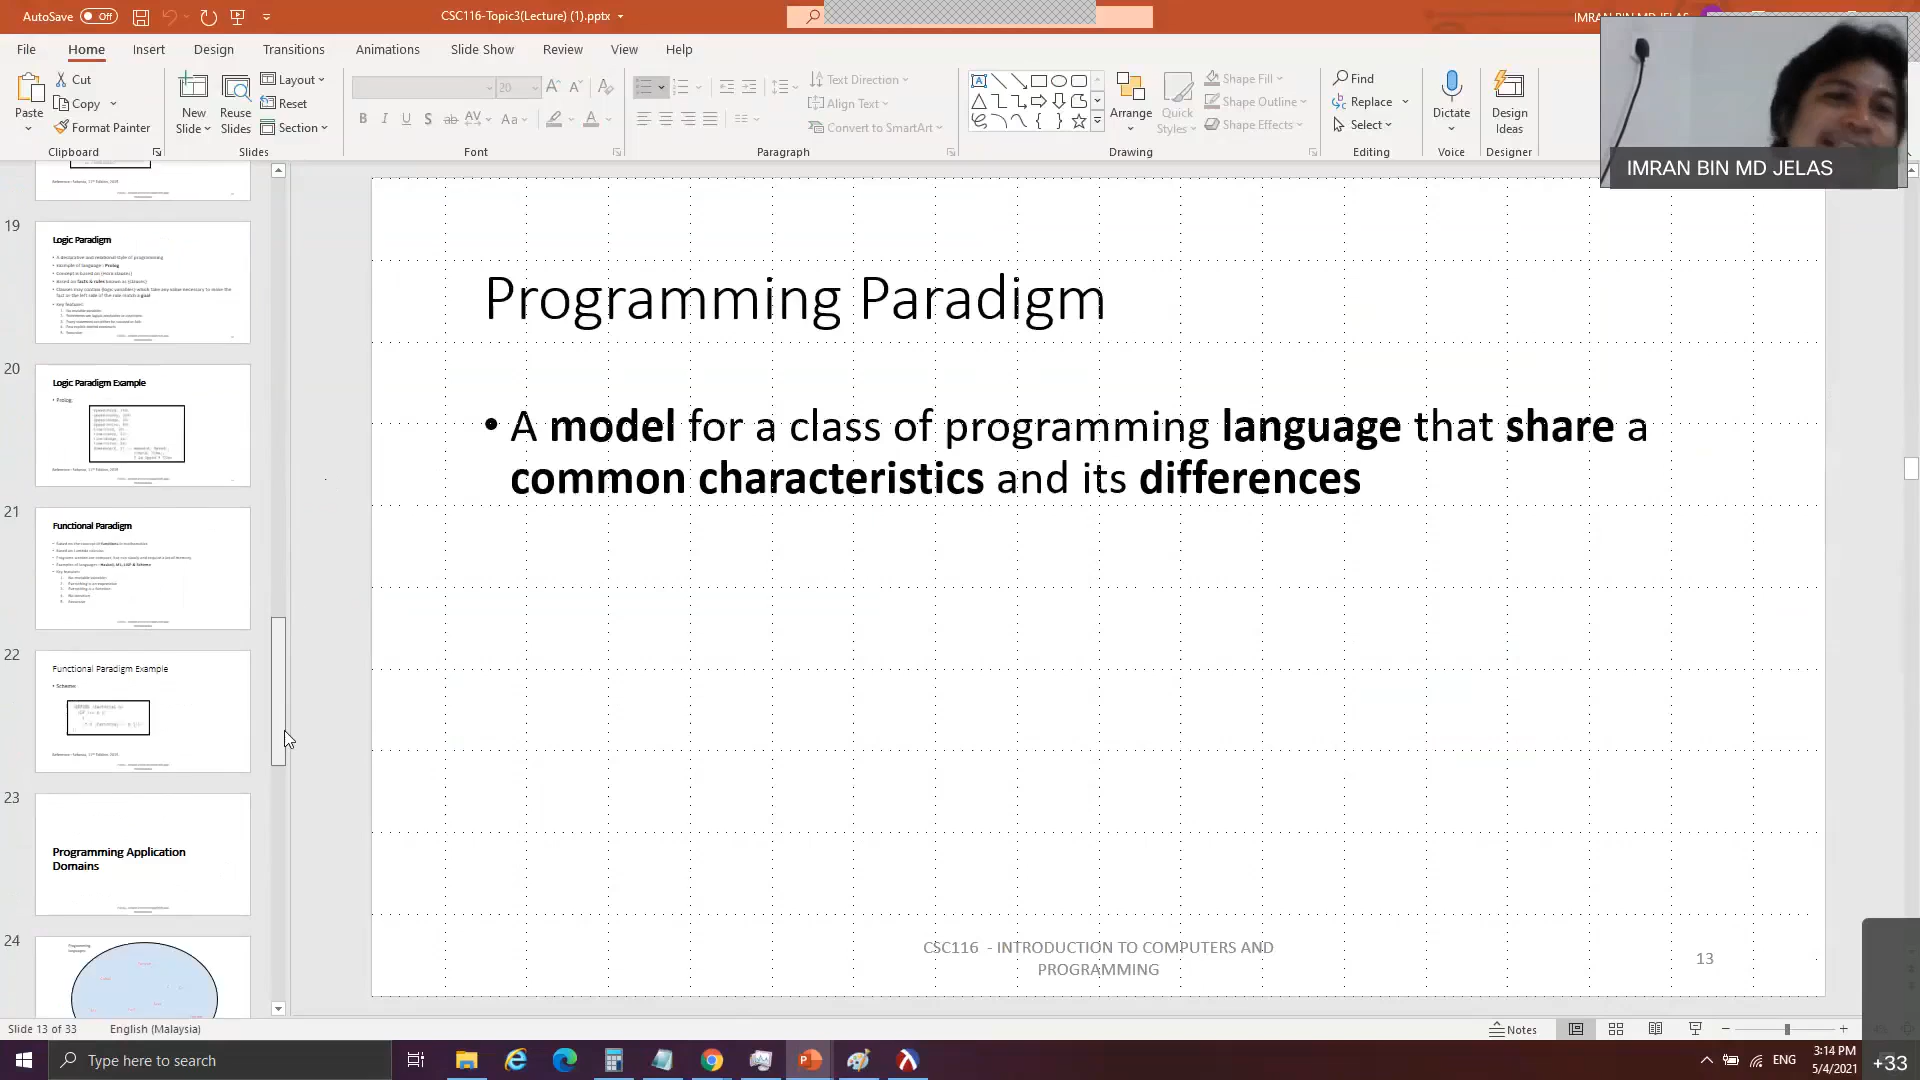 AutoSave Off
CSC116-Topic3(Lecture) (1).pptx
File Home Insert Design Transitions Animations Slide Show Review View Help
Paste
Cut
Copy
Format Painter
Clipboard
New Slide
Reuse Slides
Layout
Reset
Section
Slides
20
Font
Text Direction
Align Text
Convert to SmartArt
Paragraph
Arrange
Quick Styles
Shape Fill
Shape Outline
Shape Effects
Drawing
Find
Replace
Select
Editing
Dictate
Voice
Design Ideas
Designer
IMRAN BIN MD JELAS
IMRAN BIN MD JELAS
19
Logic Paradigm
20
Logic Paradigm Example
• Prolog
21
Functional Paradigm
22
Functional Paradigm Example
• Scheme
23
Programming Application
Domains
24
Programming
languages
Programming Paradigm
• A model for a class of programming language that share a
common characteristics and its differences
CSC116 - INTRODUCTION TO COMPUTERS AND
PROGRAMMING
13
Slide 13 of 33 English (Malaysia)
Notes
Type here to search
ENG
3:14 PM
5/4/2021
+33